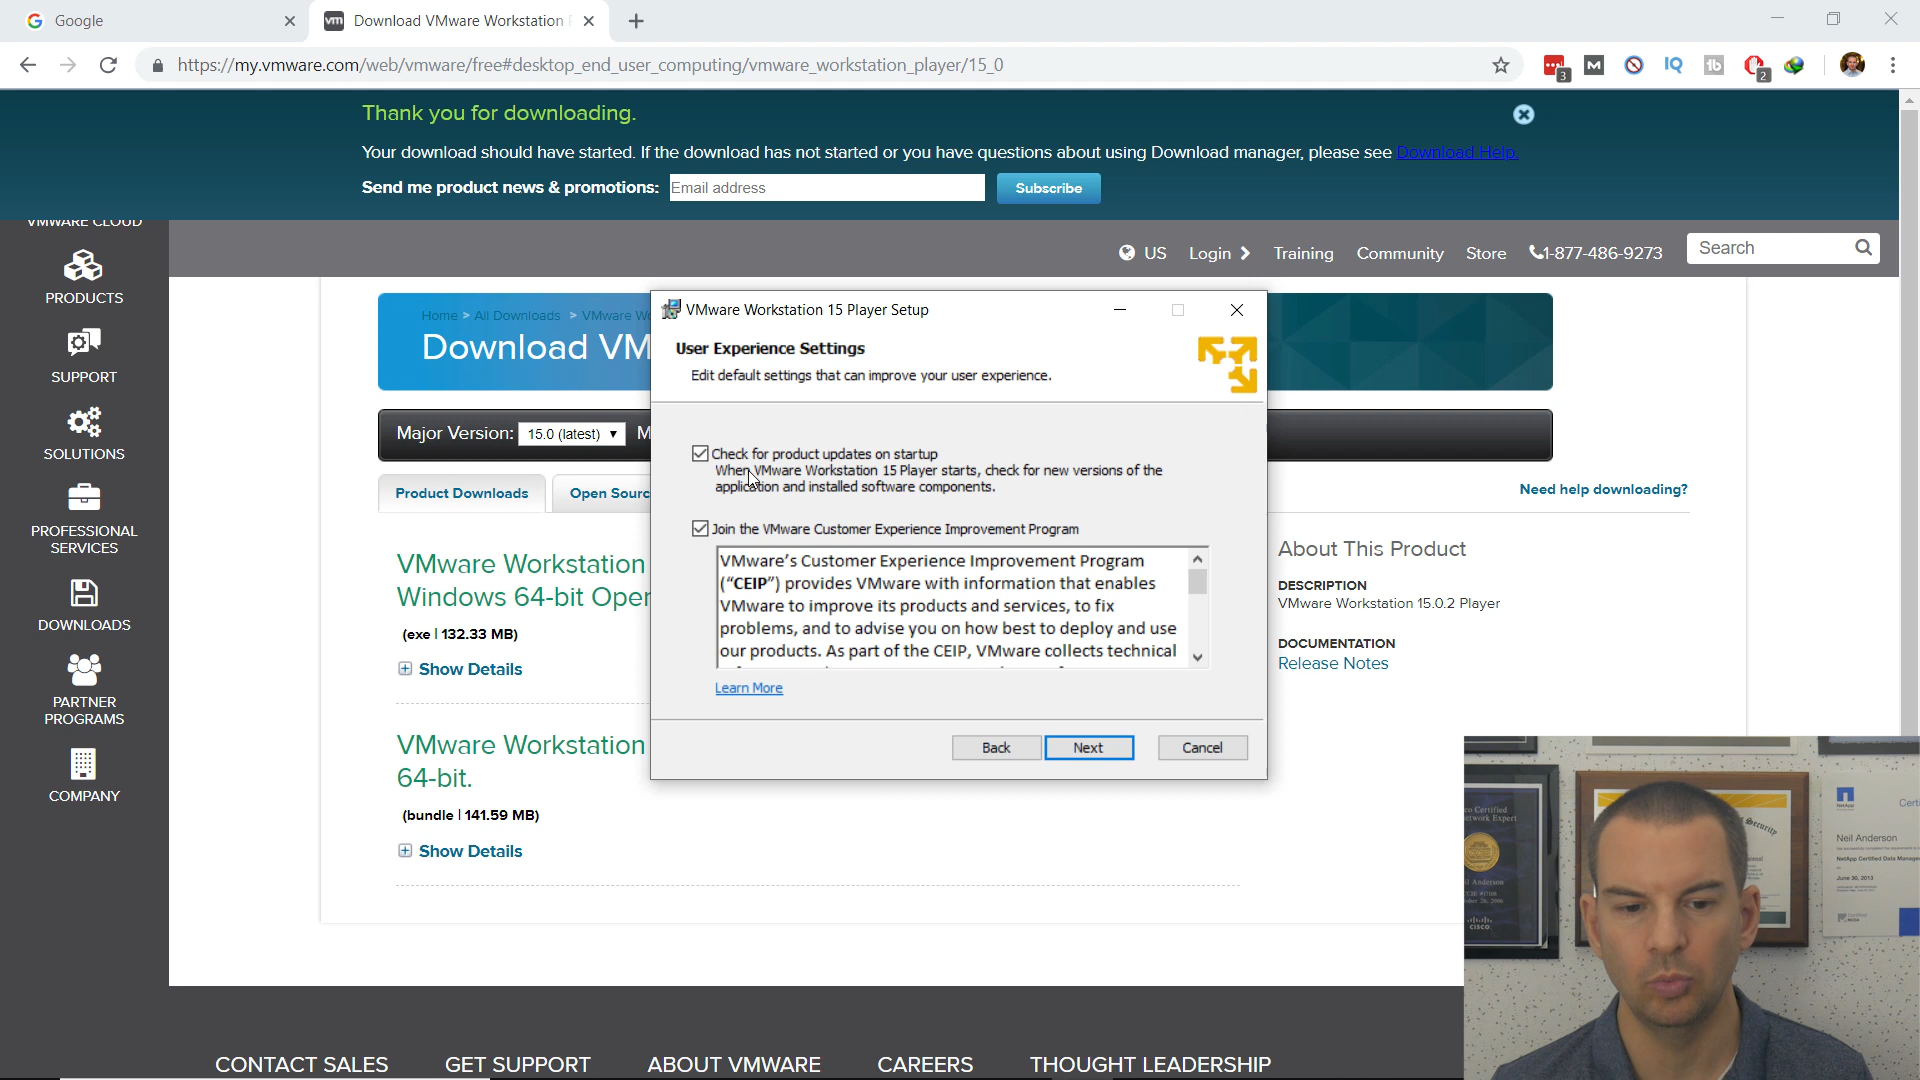 Google
Download VMware Workstation
https://my.vmware.com/web/vmware/free#desktop_end_user_computing/vmware_workstation_player/15_0
3
M
IQ
tb
2
Thank you for downloading.
Your download should have started. If the download has not started or you have questions about using Download manager, please see Download Help.
Send me product news & promotions: Email address Subscribe
VMWARE CLOUD
PRODUCTS
SUPPORT
SOLUTIONS
PROFESSIONAL
SERVICES
DOWNLOADS
PARTNER
PROGRAMS
COMPANY
US Login Training Community Store 1-877-486-9273 Search
Home > All Downloads > VMware Wo
Download VM
Major Version: 15.0 (latest) M
Product Downloads Open Sourc
Need help downloading?
VMware Workstation
Windows 64-bit Oper
(exe | 132.33 MB)
Show Details
VMware Workstation
64-bit.
(bundle | 141.59 MB)
Show Details
About This Product
DESCRIPTION
VMware Workstation 15.0.2 Player
DOCUMENTATION
Release Notes
VMware Workstation 15 Player Setup
User Experience Settings
Edit default settings that can improve your user experience.
Check for product updates on startup
When VMware Workstation 15 Player starts, check for new versions of the
application and installed software components.
Join the VMware Customer Experience Improvement Program
VMware's Customer Experience Improvement Program
("CEIP") provides VMware with information that enables
VMware to improve its products and services, to fix
problems, and to advise you on how best to deploy and use
our products. As part of the CEIP, VMware collects technical
Learn More
Back Next Cancel
CONTACT SALES GET SUPPORT ABOUT VMWARE CAREERS THOUGHT LEADERSHIP
Security
NetApp
Neil Anderson
June 30, 2013
CISCO